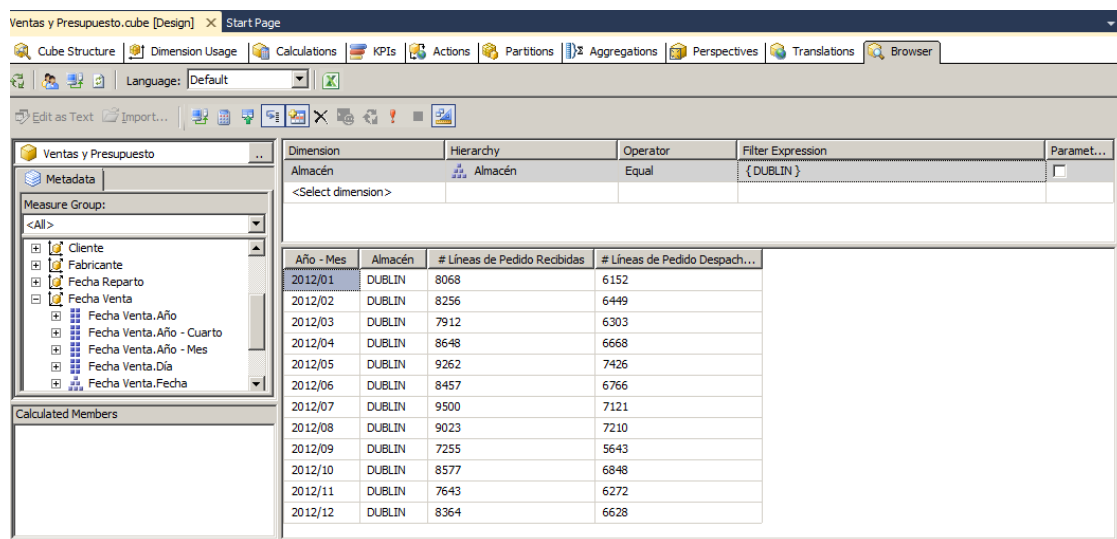 Ventas y Presupuesto.cube [Design] Start Page
Cube Structure Dimension Usage Calculations KPIs Actions Partitions Aggregations Perspectives Translations Browser
Language: Default
Edit as Text Import...
Ventas y Presupuesto ..
Metadata
Measure Group:
<All>
Cliente
Fabricante
Fecha Reparto
Fecha Venta
Fecha Venta.Año
Fecha Venta.Año - Cuarto
Fecha Venta.Año - Mes
Fecha Venta.Día
Fecha Venta.Fecha
Calculated Members
Dimension Hierarchy Operator Filter Expression Paramet...
Almacén Almacén Equal { DUBLIN }
<Select dimension>
Año - Mes Almacén # Líneas de Pedido Recibidas # Líneas de Pedido Despach...
2012/01 DUBLIN 8068 6152
2012/02 DUBLIN 8256 6449
2012/03 DUBLIN 7912 6303
2012/04 DUBLIN 8648 6668
2012/05 DUBLIN 9262 7426
2012/06 DUBLIN 8457 6766
2012/07 DUBLIN 9500 7121
2012/08 DUBLIN 9023 7210
2012/09 DUBLIN 7255 5643
2012/10 DUBLIN 8577 6848
2012/11 DUBLIN 7643 6272
2012/12 DUBLIN 8364 6628